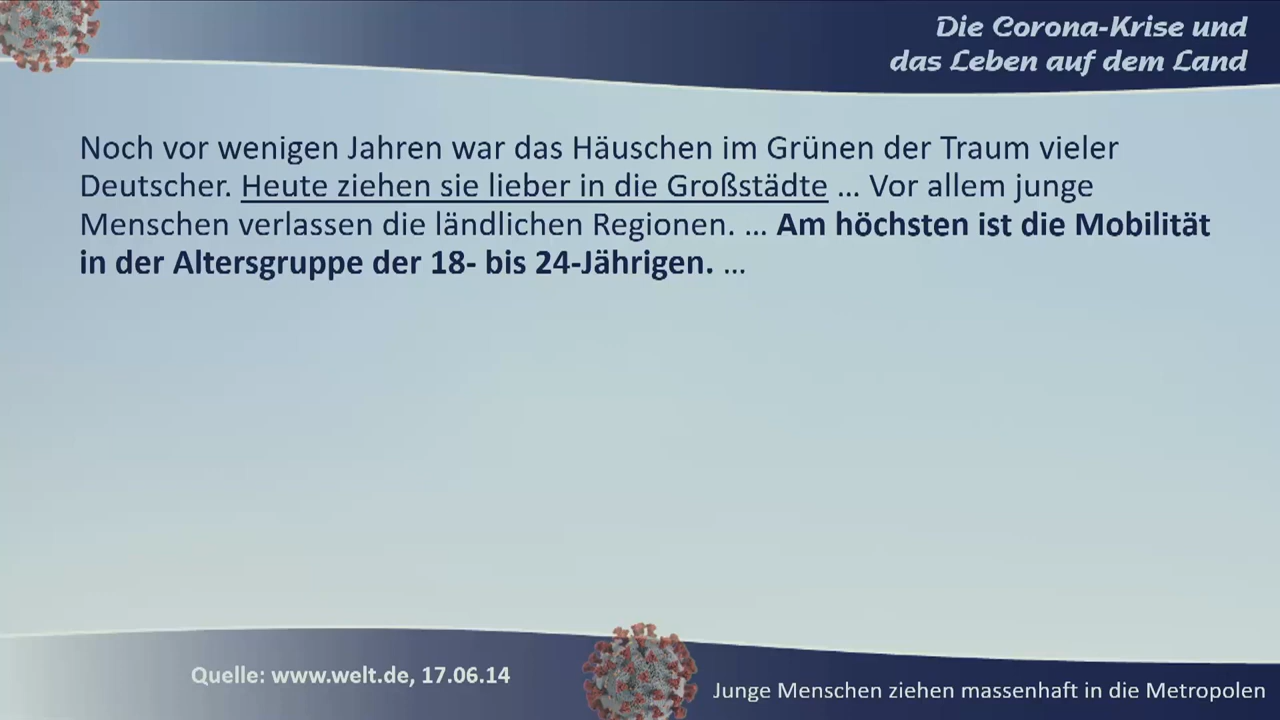 Die Corona-Krise und
das Leben auf dem Land
Noch vor wenigen Jahren war das Häuschen im Grünen der Traum vieler
Deutscher. Heute ziehen sie lieber in die Großstädte ... Vor allem junge
Menschen verlassen die ländlichen Regionen. ... Am höchsten ist die Mobilität
in der Altersgruppe der 18- bis 24-Jährigen. ...
Quelle: www.welt.de, 17.06.14
Junge Menschen ziehen massenhaft in die Metropolen